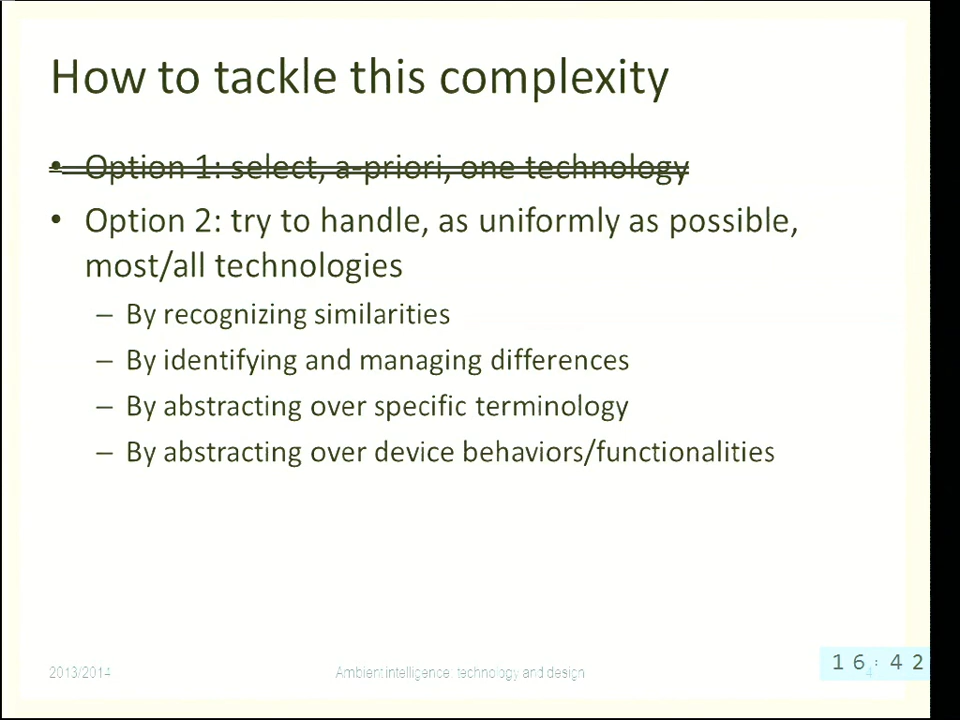 How to tackle this complexity
• Option 1: select, a-priori, one technology
• Option 2: try to handle, as uniformly as possible,
most/all technologies
– By recognizing similarities
– By identifying and managing differences
– By abstracting over specific terminology
– By abstracting over device behaviors/functionalities
2013/2014
Ambient intelligence: technology and design
4
16:42